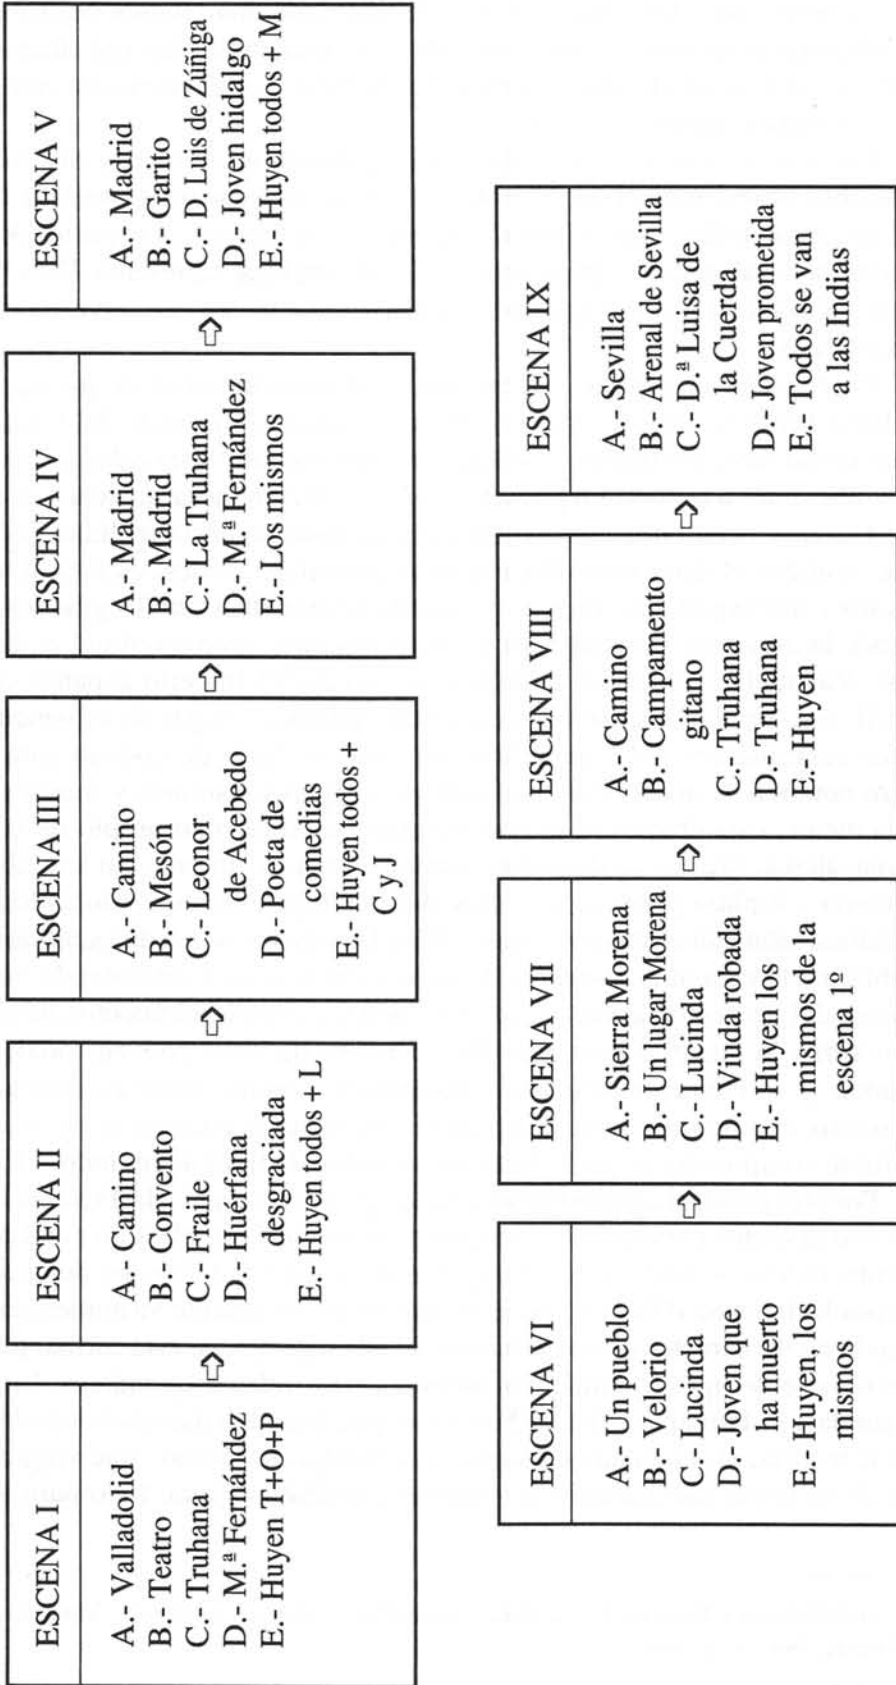 ESCENA I
A.- Valladolid
B.- Teatro
C.- Truhana
D.- M.ª Fernández
E.- Huyen T+O+P
ESCENA II
A.- Camino
B.- Convento
C.- Fraile
D.- Huérfana
desgraciada
E.- Huyen todos + L
ESCENA III
A.- Camino
B.- Mesón
C.- Leonor
de Acebedo
D.- Poeta de
comedias
E.- Huyen todos +
C y J
ESCENA IV
A.- Madrid
B.- Madrid
C.- La Truhana
D.- M.ª Fernández
E.- Los mismos
ESCENA V
A.- Madrid
B.- Garito
C.- D. Luis de Zúñiga
D.- Joven hidalgo
E.- Huyen todos + M
ESCENA VI
A.- Un pueblo
B.- Velorio
C.- Lucinda
D.- Joven que
ha muerto
E.- Huyen, los
mismos
ESCENA VII
A.- Sierra Morena
B.- Un lugar Morena
C.- Lucinda
D.- Viuda robada
E.- Huyen los
mismos de la
escena 1º
ESCENA VIII
A.- Camino
B.- Campamento
gitano
C.- Truhana
D.- Truhana
E.- Huyen
ESCENA IX
A.- Sevilla
B.- Arenal de Sevilla
C.- D.ª Luisa de
la Cuerda
D.- Joven prometida
E.- Todos se van
a las Indias